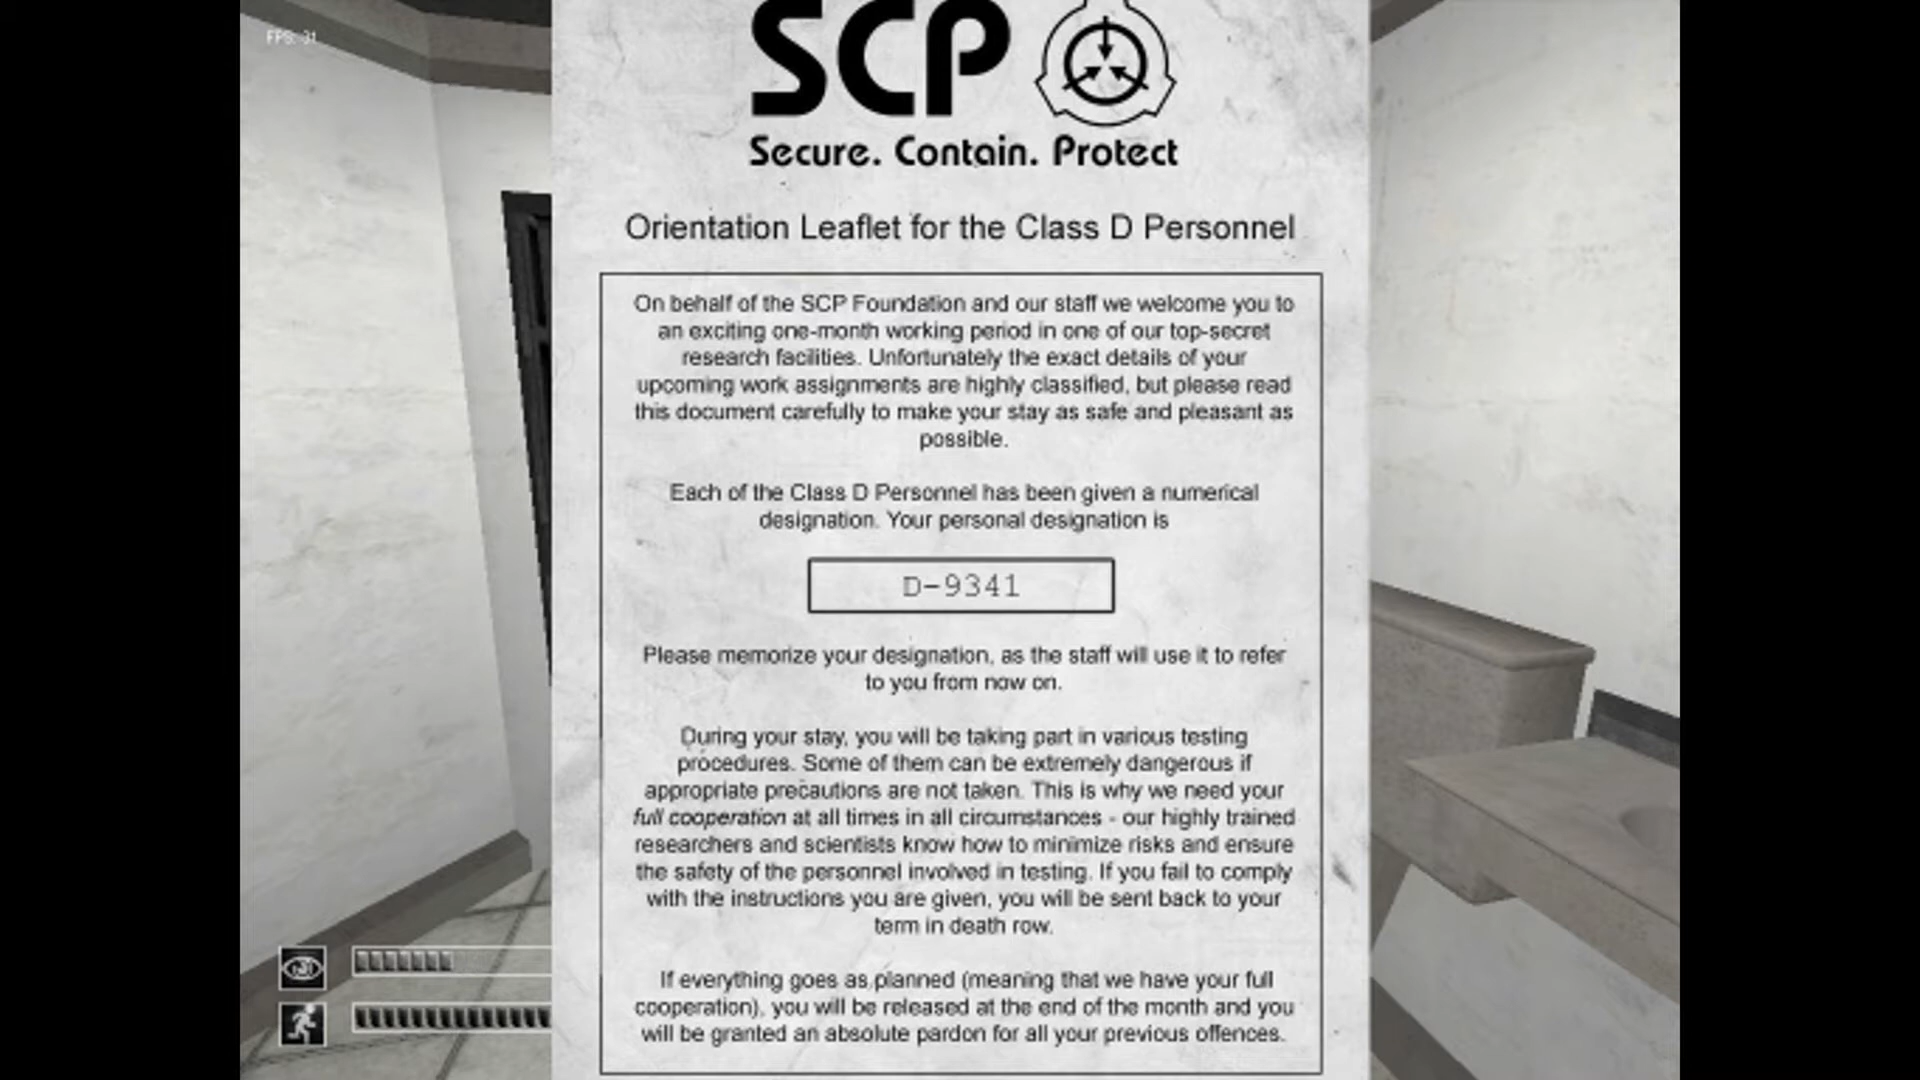 FPS: 31
SCP
Secure. Contain. Protect
Orientation Leaflet for the Class D Personnel
On behalf of the SCP Foundation and our staff we welcome you to
an exciting one-month working period in one of our top-secret
research facilities. Unfortunately the exact details of your
upcoming work assignments are highly classified, but please read
this document carefully to make your stay as safe and pleasant as
possible.
Each of the Class D Personnel has been given a numerical
designation. Your personal designation is
D-9341
Please memorize your designation, as the staff will use it to refer
to you from now on.
During your stay, you will be taking part in various testing
procedures. Some of them can be extremely dangerous if
appropriate precautions are not taken. This is why we need your
full cooperation at all times in all circumstances - our highly trained
researchers and scientists know how to minimize risks and ensure
the safety of the personnel involved in testing. If you fail to comply
with the instructions you are given, you will be sent back to your
term in death row.
If everything goes as planned (meaning that we have your full
cooperation), you will be released at the end of the month and you
will be granted an absolute pardon for all your previous offences.